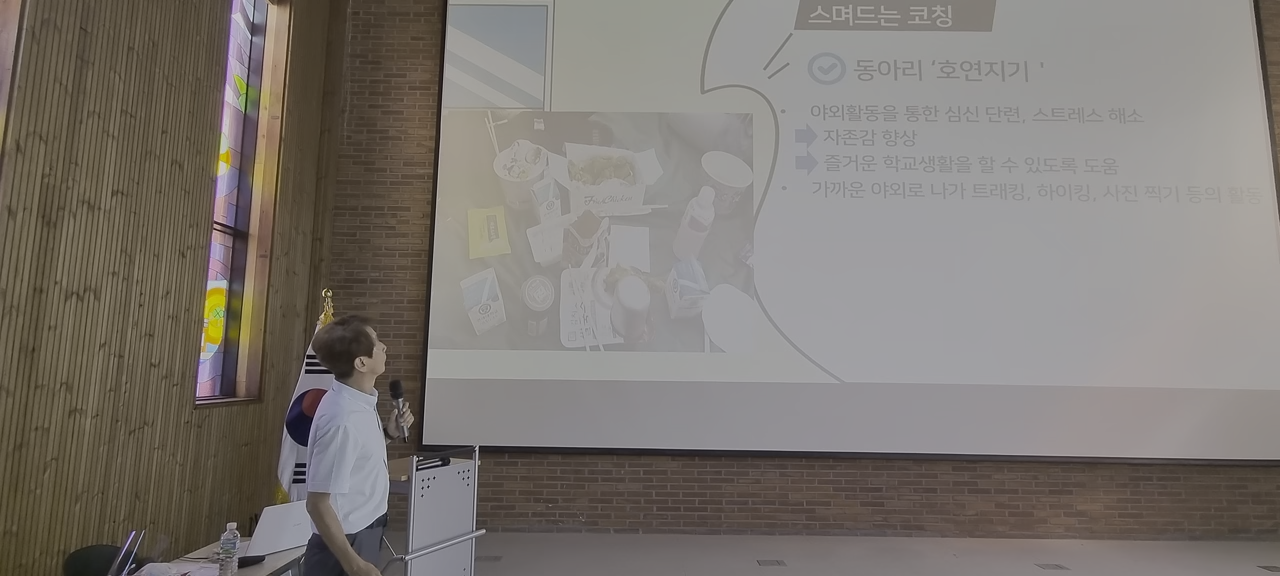 스며드는 코칭
동아리 '호연지기 '
• 야외활동을 통한 심신 단련, 스트레스 해소
자존감 향상
즐거운 학교생활을 할 수 있도록 도움
• 가까운 야외로 나가 트래킹, 하이킹, 사진 찍기 등의 활동